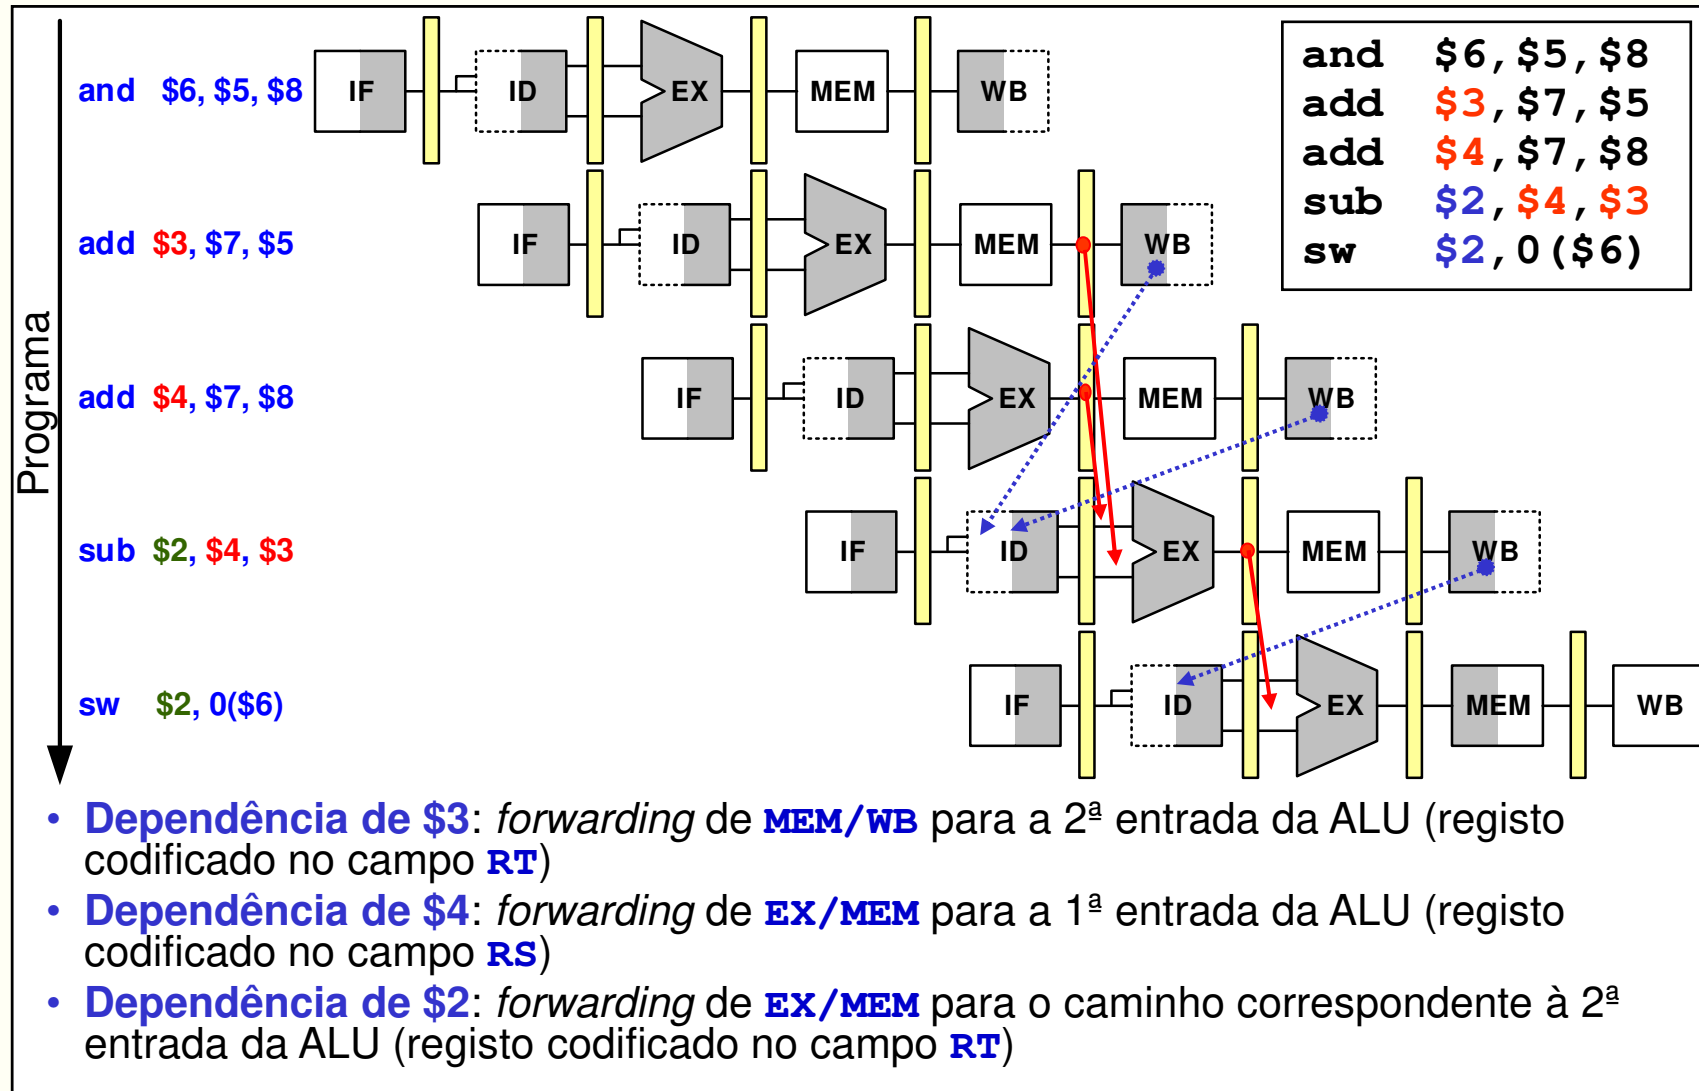 and $6, $5, $8 IF ID EX MEM WB
and $6,$5,$8
add $3,$7,$5
add $4,$7,$8
sub $2,$4,$3
sw $2,0($6)
add $3, $7, $5 IF ID EX MEM WB
Programa
add $4, $7, $8 IF ID EX MEM WB
sub $2, $4, $3 IF ID EX MEM WB
sw $2, 0($6) IF ID EX MEM WB
• Dependência de $3: forwarding de MEM/WB para a 2ª entrada da ALU (registo
codificado no campo RT)
• Dependência de $4: forwarding de EX/MEM para a 1ª entrada da ALU (registo
codificado no campo RS)
• Dependência de $2: forwarding de EX/MEM para o caminho correspondente à 2ª
entrada da ALU (registo codificado no campo RT)